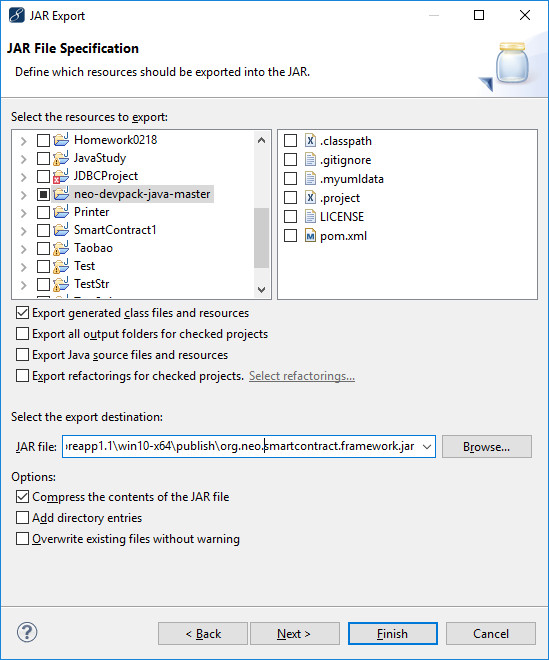 JAR Export
JAR File Specification
Define which resources should be exported into the JAR.
Select the resources to export:
Homework0218
JavaStudy
JDBCProject
neo-devpack-java-master
Printer
SmartContract1
Taobao
Test
TestStr
.classpath
.gitignore
.myumldata
.project
LICENSE
pom.xml
Export generated class files and resources
Export all output folders for checked projects
Export Java source files and resources
Export refactorings for checked projects. Select refactorings...
Select the export destination:
JAR file: reapp1.1\win10-x64\publish\org.neo.smartcontract.framework.jar Browse...
Options:
Compress the contents of the JAR file
Add directory entries
Overwrite existing files without warning
? < Back Next > Finish Cancel